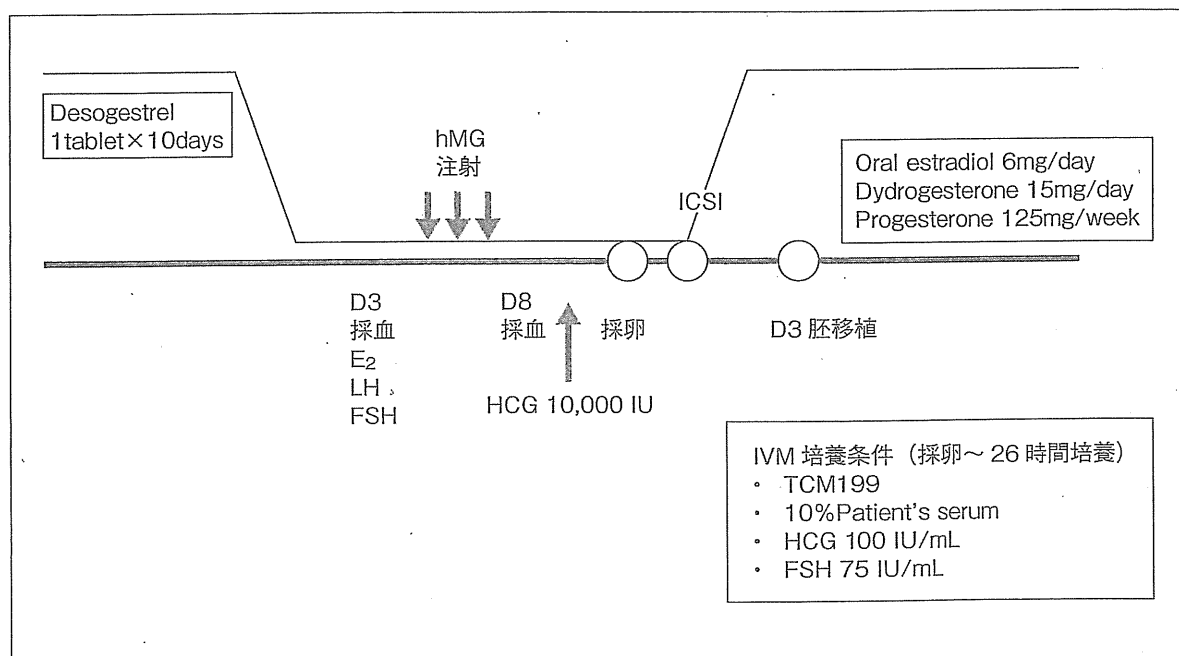 Desogestrel
1tablet×10days
hMG
注射
ICSI
Oral estradiol 6mg/day
Dydrogesterone 15mg/day
Progesterone 125mg/week
D3
採血
E₂
LH
FSH
D8
採血
採卵
HCG 10,000 IU
D3 胚移植
IVM 培養条件（採卵～ 26 時間培養）
・ TCM199
・ 10%Patient's serum
・ HCG 100 IU/mL
・ FSH 75 IU/mL